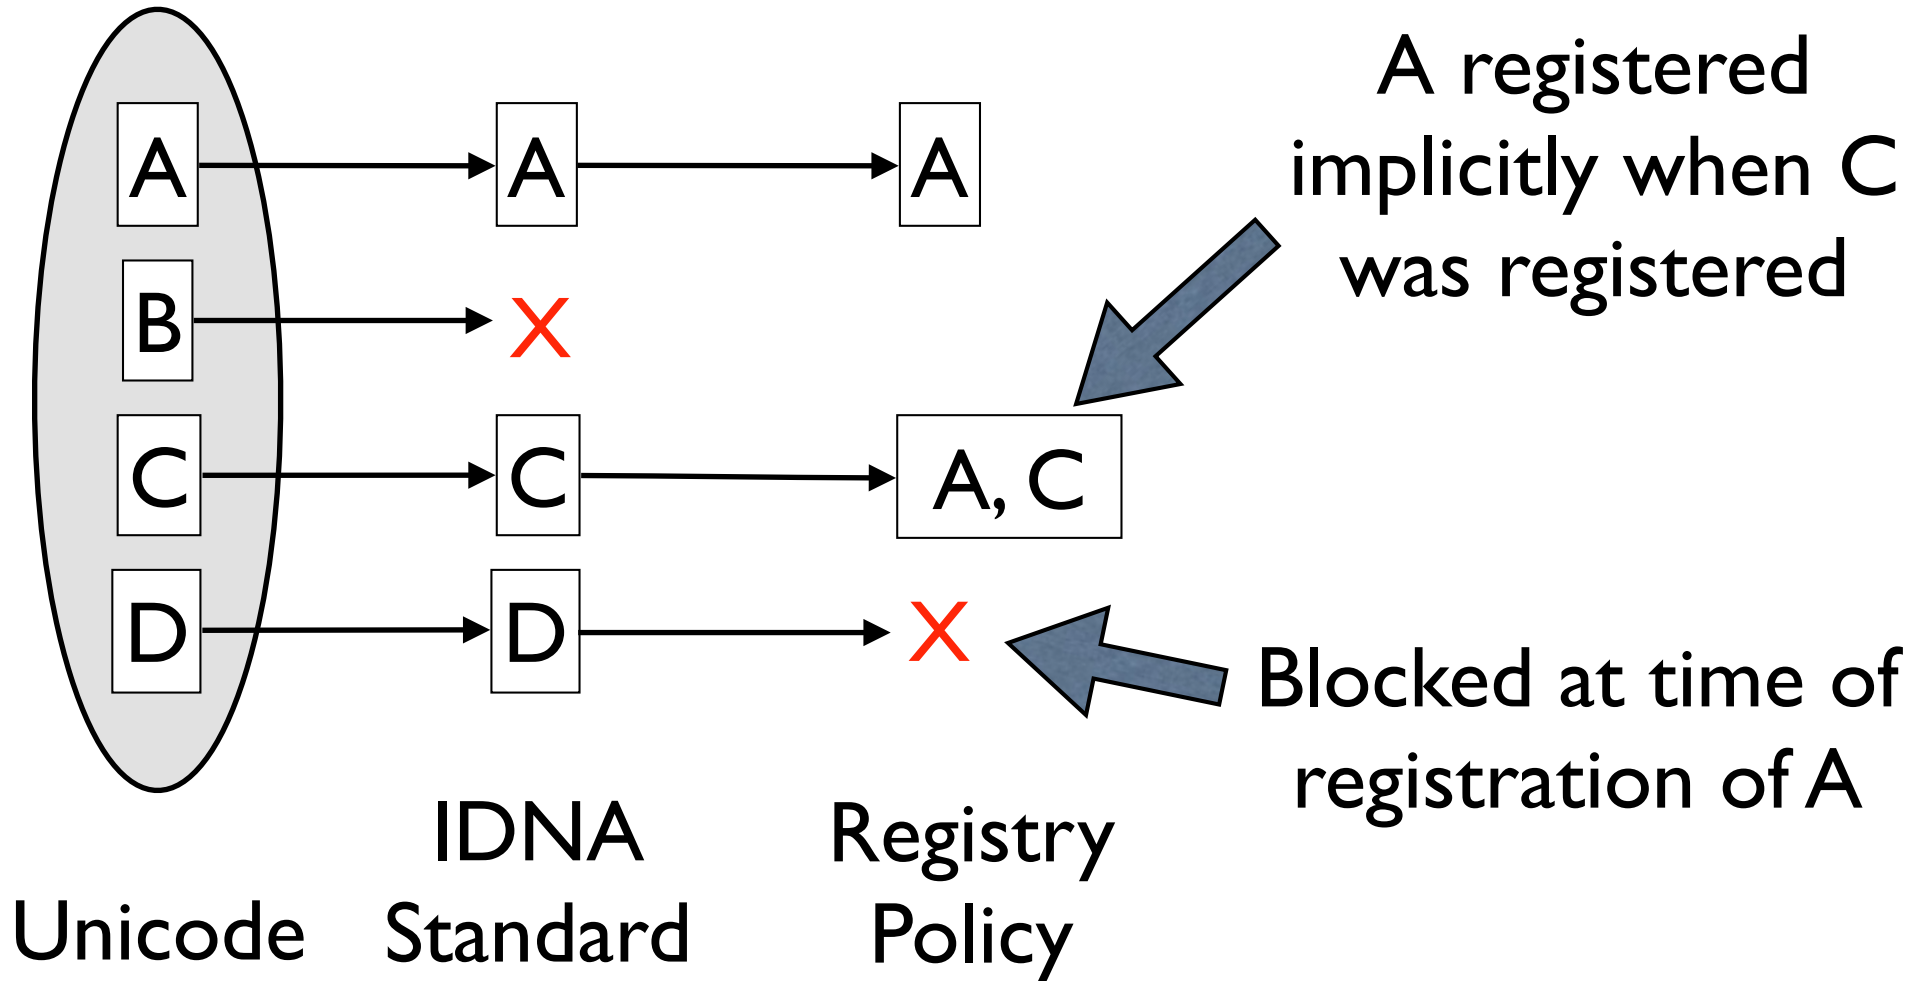 A A A
A registered
implicitly when C
was registered
B X
C C A, C
D D X
Blocked at time of
registration of A
Unicode
IDNA
Standard
Registry
Policy